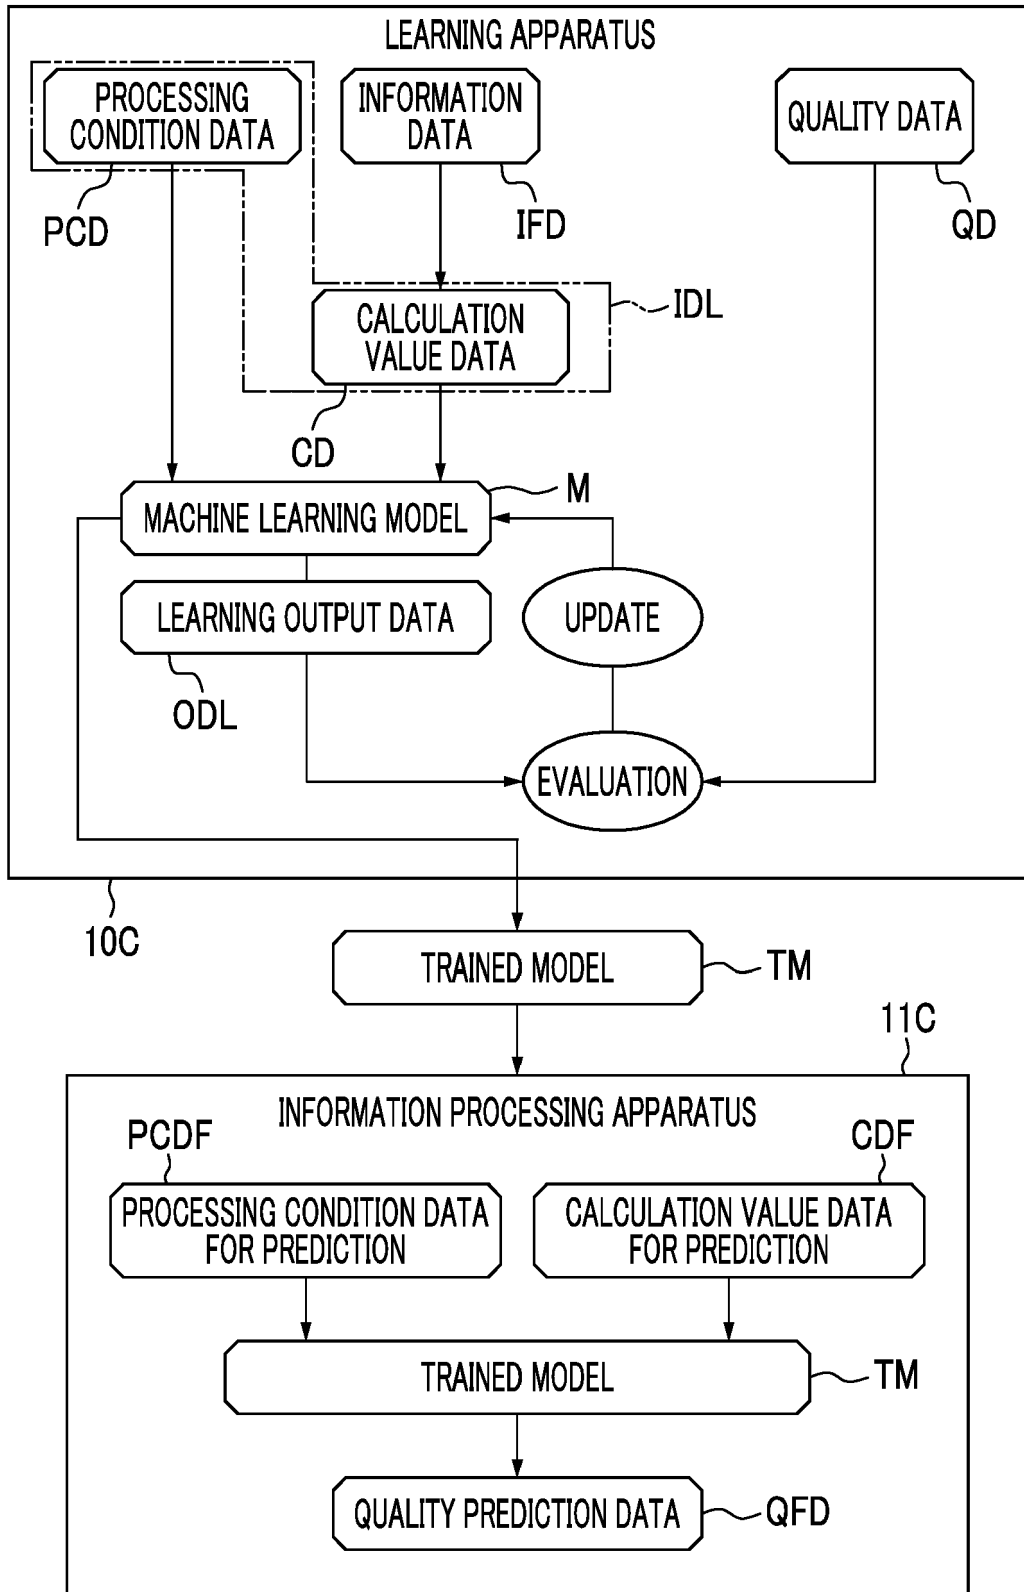 LEARNING APPARATUS
PROCESSING
CONDITION DATA
INFORMATION
DATA
QUALITY DATA
PCD
IFD
QD
CALCULATION
VALUE DATA
IDL
CD
MACHINE LEARNING MODEL
M
LEARNING OUTPUT DATA
UPDATE
ODL
EVALUATION
10C
TRAINED MODEL
TM
11C
INFORMATION PROCESSING APPARATUS
PCDF
CDF
PROCESSING CONDITION DATA
FOR PREDICTION
CALCULATION VALUE DATA
FOR PREDICTION
TRAINED MODEL
TM
QUALITY PREDICTION DATA
QFD